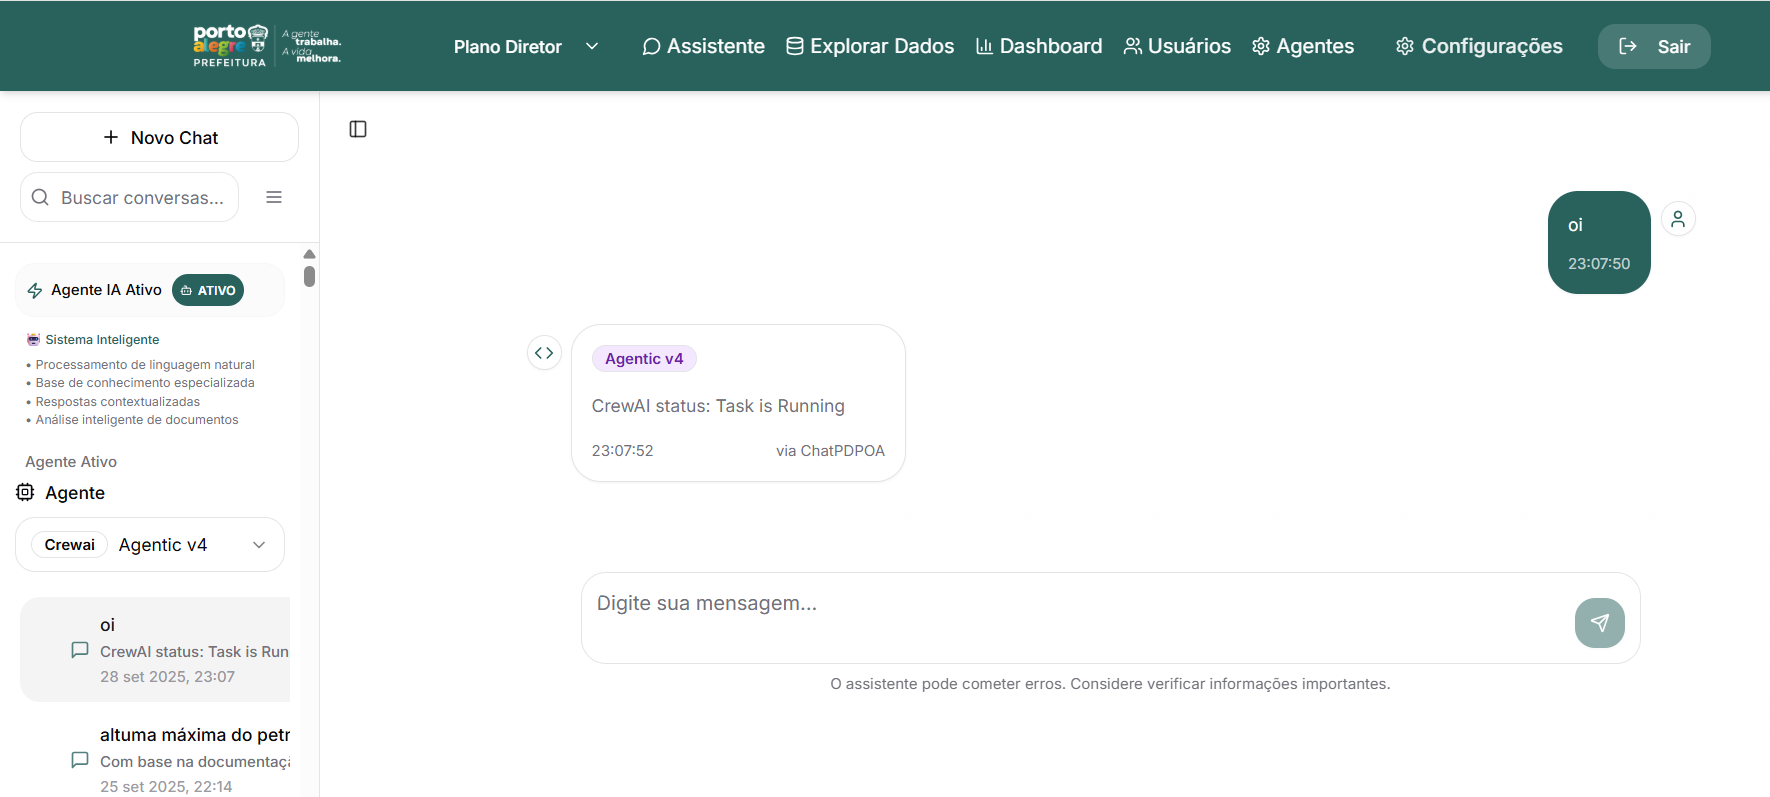 porto alegre
PREFEITURA
A gente trabalha.
A vida melhora.
Plano Diretor
Assistente
Explorar Dados
Dashboard
Usuários
Agentes
Configurações
Sair
Novo Chat
Buscar conversas...
Agente IA Ativo
ATIVO
Sistema Inteligente
• Processamento de linguagem natural
• Base de conhecimento especializada
• Respostas contextualizadas
• Análise inteligente de documentos
Agente Ativo
Agente
Crewai Agentic v4
oi
CrewAI status: Task is Run
28 set 2025, 23:07
altuma máxima do petr
Com base na documentaç
25 set 2025, 22:14
oi
23:07:50
Agentic v4
CrewAI status: Task is Running
23:07:52 via ChatPDPOA
Digite sua mensagem...
O assistente pode cometer erros. Considere verificar informações importantes.